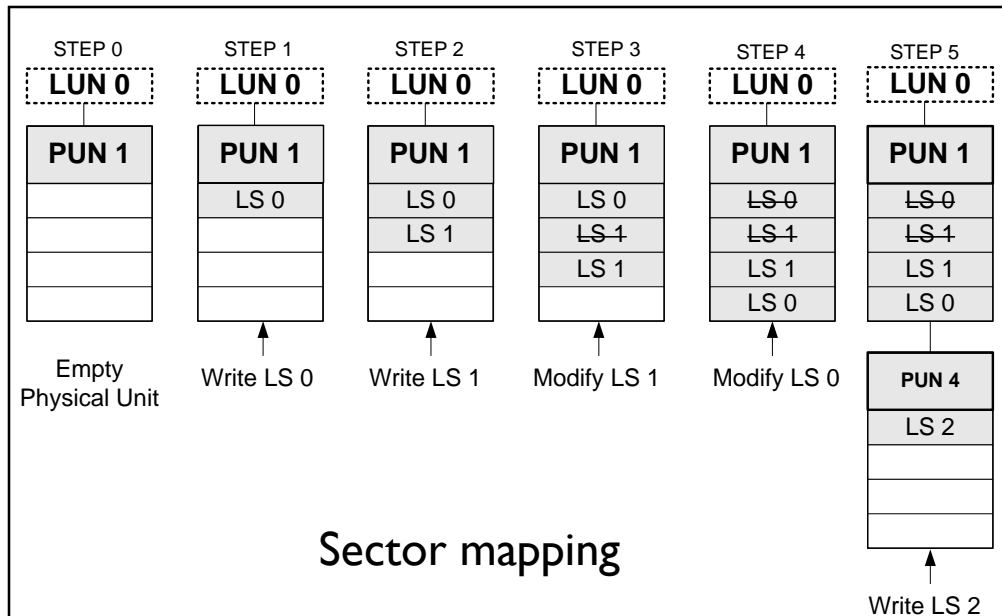 STEP 0
LUN 0
PUN 1
Empty
Physical Unit
STEP 1
LUN 0
PUN 1
LS 0
Write LS 0
STEP 2
LUN 0
PUN 1
LS 0
LS 1
Write LS 1
STEP 3
LUN 0
PUN 1
LS 0
LS 1
LS 1
Modify LS 1
STEP 4
LUN 0
PUN 1
LS 0
LS 1
LS 1
LS 0
Modify LS 0
STEP 5
LUN 0
PUN 1
LS 0
LS 1
LS 1
LS 0
PUN 4
LS 2
Write LS 2
Sector mapping